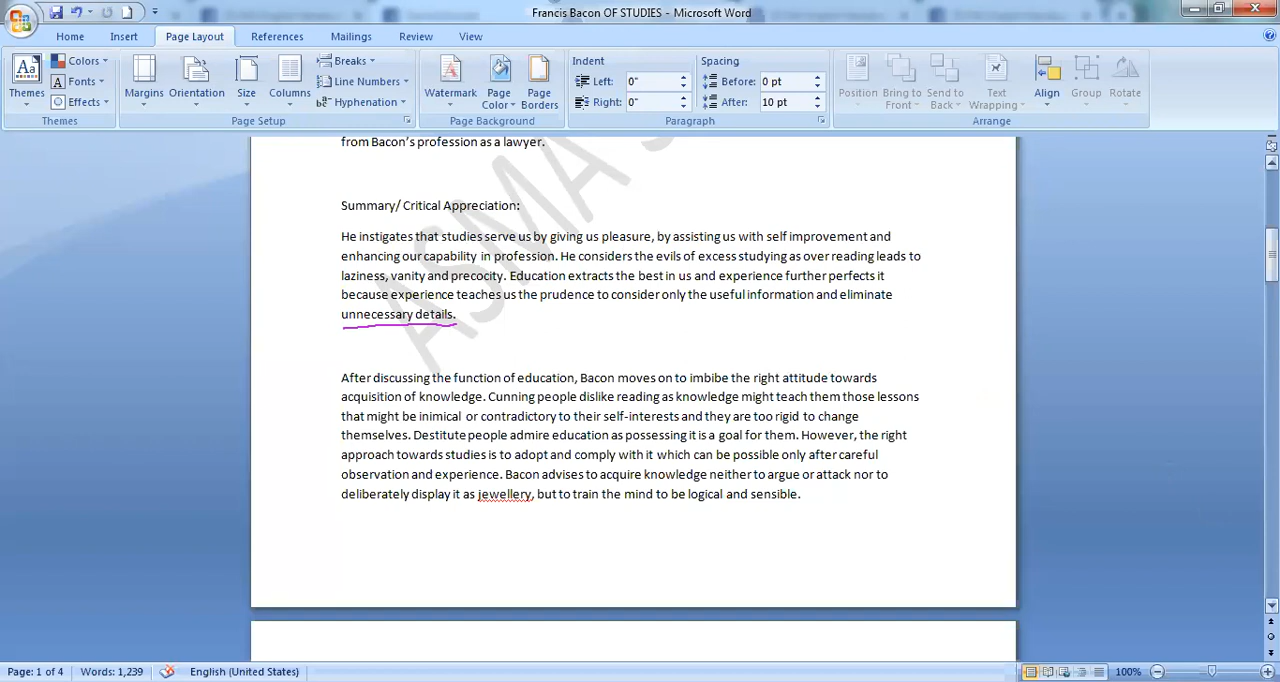 Francis Bacon OF STUDIES - Microsoft Word
Home Insert Page Layout References Mailings Review View
Themes Colors Fonts Effects Themes
Margins Orientation Size Columns Breaks Line Numbers Hyphenation Page Setup
Watermark Page Color Page Borders Page Background
Indent Left: 0" Right: 0" Spacing Before: 0 pt After: 10 pt Paragraph
Position Bring to Front Send to Back Text Wrapping Align Group Rotate Arrange
from Bacon's profession as a lawyer.
Summary/ Critical Appreciation:
He instigates that studies serve us by giving us pleasure, by assisting us with self improvement and
enhancing our capability in profession. He considers the evils of excess studying as over reading leads to
laziness, vanity and precocity. Education extracts the best in us and experience further perfects it
because experience teaches us the prudence to consider only the useful information and eliminate
unnecessary details.
After discussing the function of education, Bacon moves on to imbibe the right attitude towards
acquisition of knowledge. Cunning people dislike reading as knowledge might teach them those lessons
that might be inimical or contradictory to their self-interests and they are too rigid to change
themselves. Destitute people admire education as possessing it is a goal for them. However, the right
approach towards studies is to adopt and comply with it which can be possible only after careful
observation and experience. Bacon advises to acquire knowledge neither to argue or attack nor to
deliberately display it as jewellery, but to train the mind to be logical and sensible.
ASMA
Page: 1 of 4 Words: 1,239 English (United States) 100%